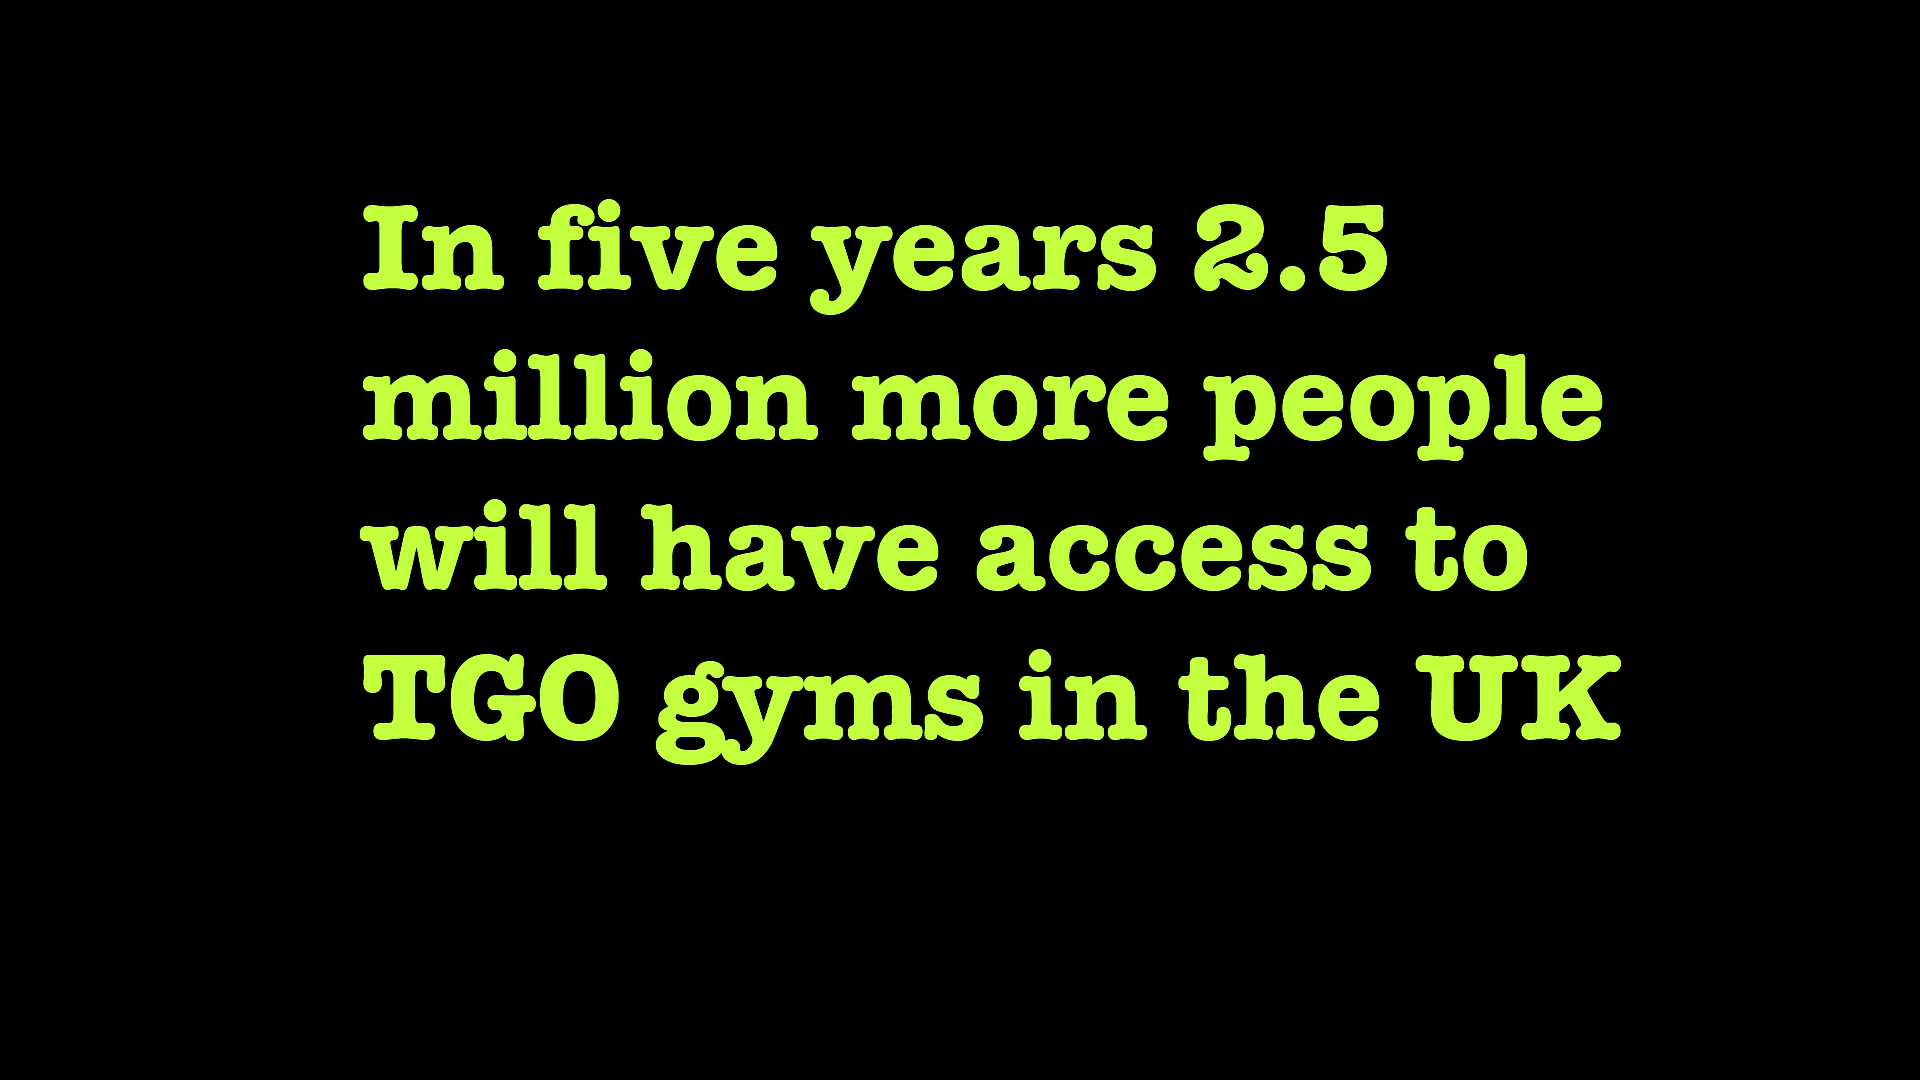 In five years 2.5
million more people
will have access to
TGO gyms in the UK